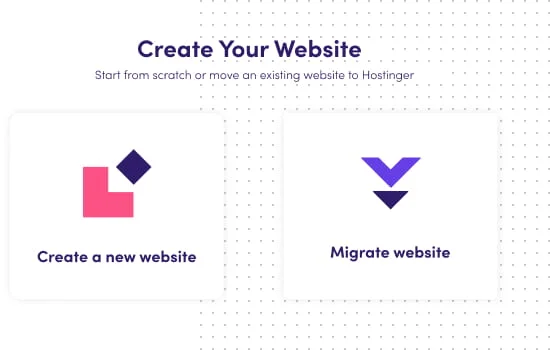 Create Your Website
Start from scratch or move an existing website to Hostinger
Create a new website
Migrate website